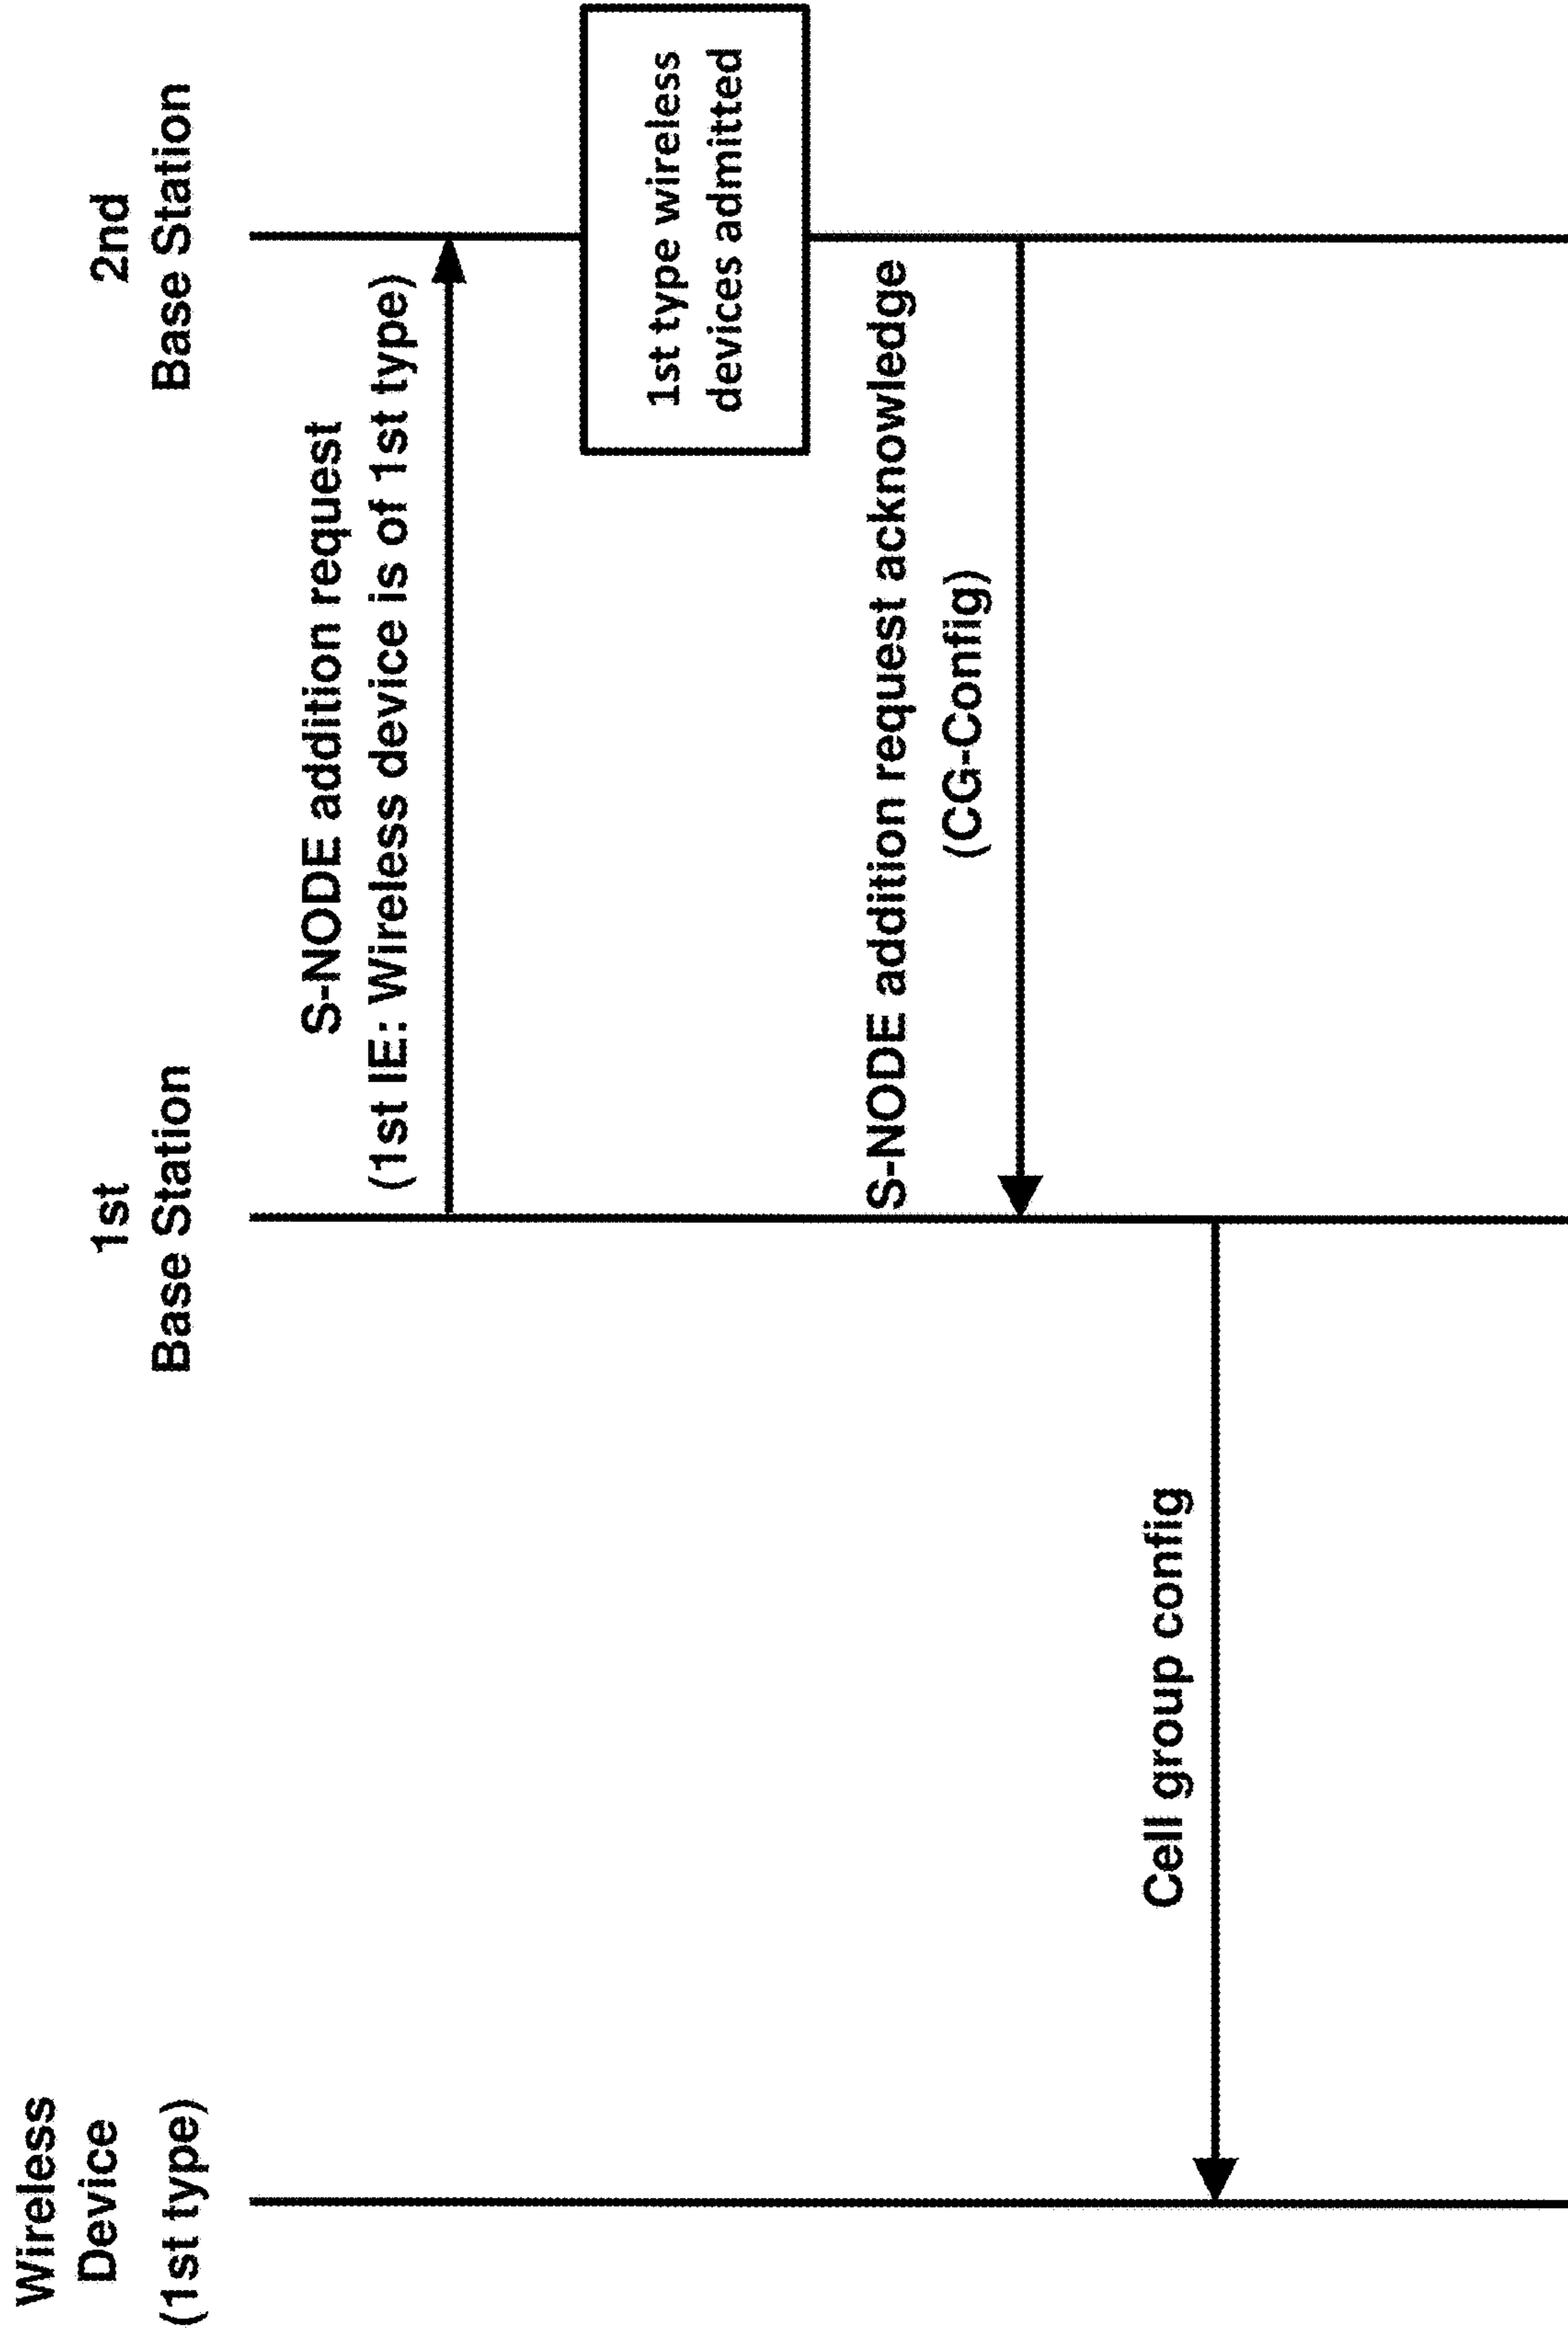 Wireless
Device
(1st type)
1st
Base Station
2nd
Base Station
S-NODE addition request
(1st IE: Wireless device is of 1st type)
1st type wireless
devices admitted
S-NODE addition request acknowledge
(CG-Config)
Cell group config